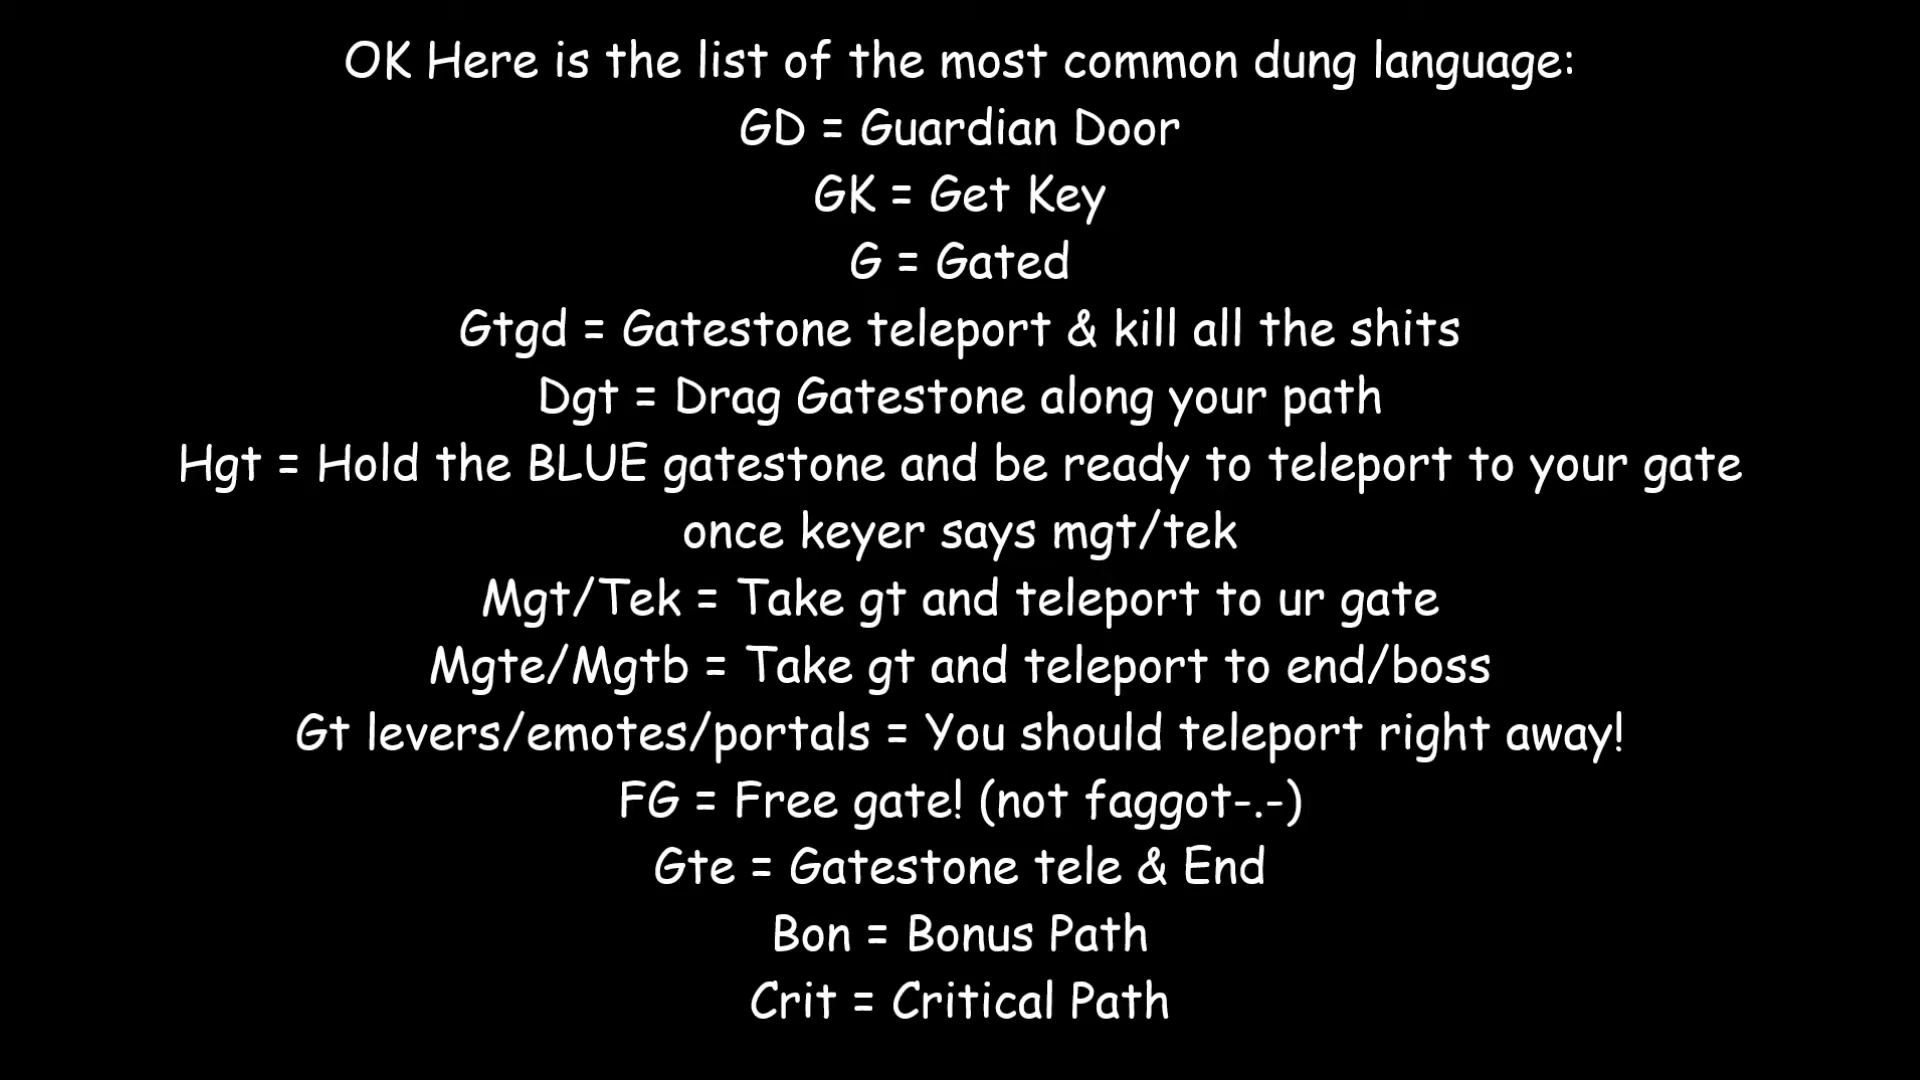 OK Here is the list of the most common dung language:
GD = Guardian Door
GK = Get Key
G = Gated
Gtgd = Gatestone teleport & kill all the shits
Dgt = Drag Gatestone along your path
Hgt = Hold the BLUE gatestone and be ready to teleport to your gate
once keyer says mgt/tek
Mgt/Tek = Take gt and teleport to ur gate
Mgte/Mgtb = Take gt and teleport to end/boss
Gt levers/emotes/portals = You should teleport right away!
FG = Free gate! (not faggot-.-)
Gte = Gatestone tele & End
Bon = Bonus Path
Crit = Critical Path